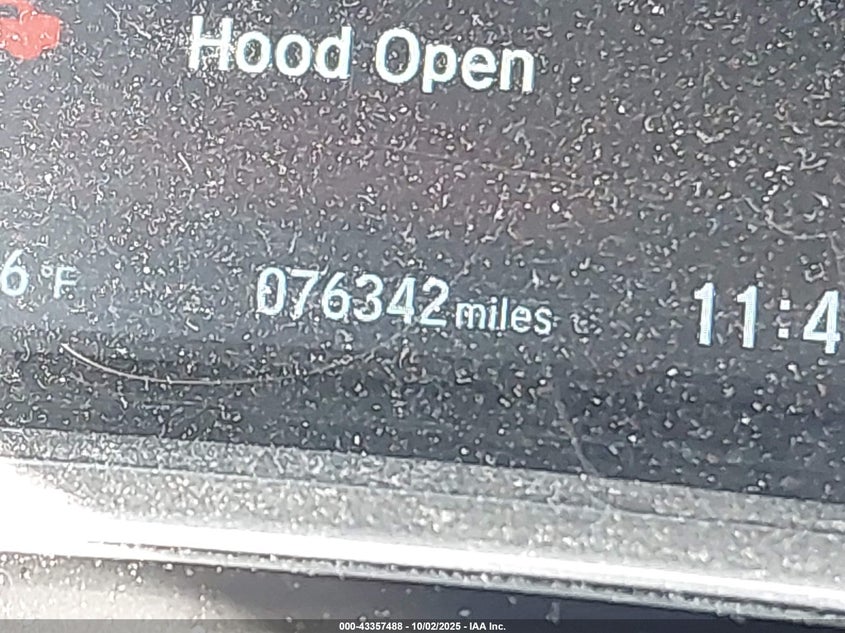 Hood Open
6 °F 076342 miles 11:4
000-43357488 - 10/02/2025 - IAA Inc.